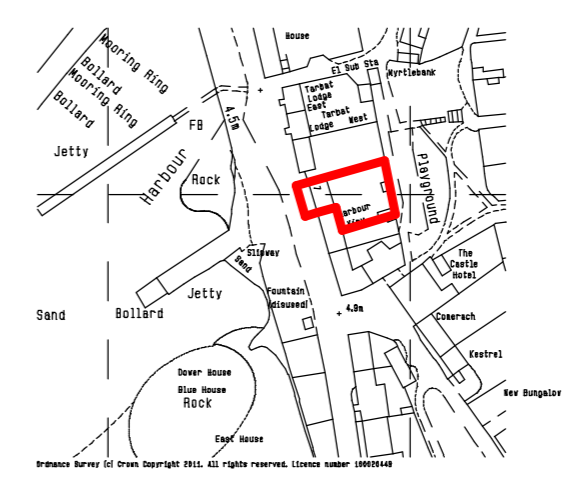 House
Mooring Ring
Bollard
Mooring Ring
Bollard
El Sub Sta
Myrtlebank
Tarbat
Lodge
East
Tarbat
Lodge West
4.5m
FB
Jetty
Harbour
Rock
Playground
7
Harbour
View
Slipway
Sand
The
Castle
Hotel
Fountain
(disused)
Jetty
4.9m
Sand
Bollard
Comerach
Kestrel
Dower House
Blue House
Rock
New Bungalow
East House
Ordnance Survey (c) Crown Copyright 2011. All rights reserved. Licence number 100020449